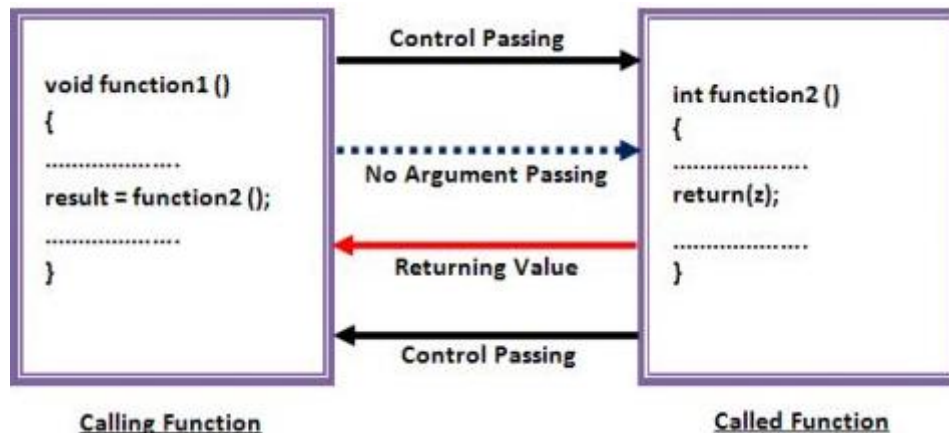 void function1 ()
{
....................
result = function2 ();
....................
}
Control Passing
No Argument Passing
Returning Value
Control Passing
int function2 ()
{
....................
return(z);
....................
}
Calling Function
Called Function